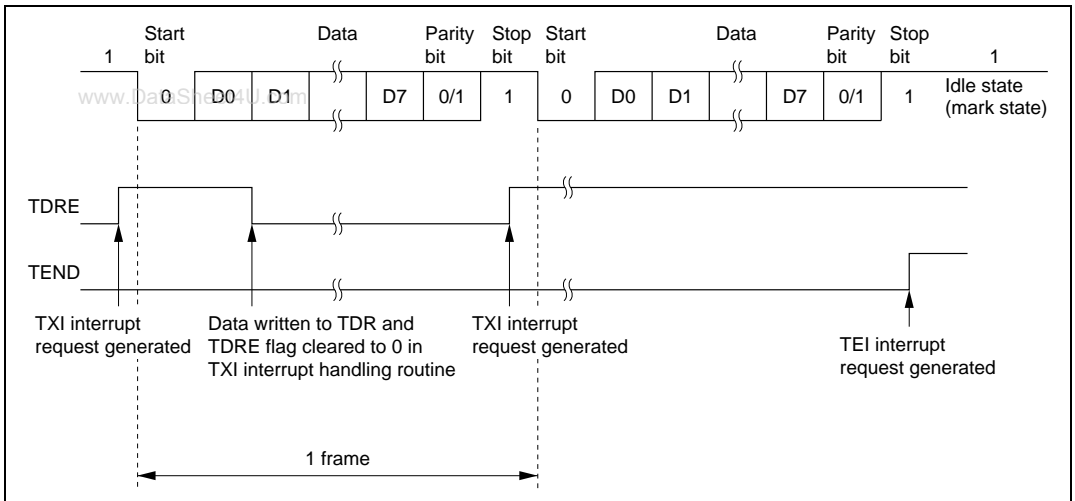 Start Data Parity Stop Start Data Parity Stop
1 bit bit bit bit bit bit 1
0 D0 D1 D7 0/1 1 0 D0 D1 D7 0/1 1 Idle state
(mark state)
www.DataSheet4U.com
TDRE
TEND
TXI interrupt
request generated
Data written to TDR and
TDRE flag cleared to 0 in
TXI interrupt handling routine
TXI interrupt
request generated
TEI interrupt
request generated
1 frame